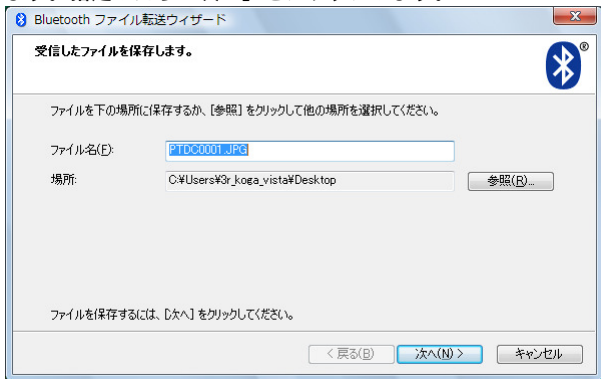 Bluetooth ファイル転送ウィザード
受信したファイルを保存します。
ファイルを下の場所に保存するか、[参照] をクリックして他の場所を選択してください。
ファイル名(F):
PTDC0001.JPG
場所:
C:¥Users¥3r_koga_vista¥Desktop
参照(R)...
ファイルを保存するには、[次へ] をクリックしてください。
< 戻る(B)
次へ(N) >
キャンセル